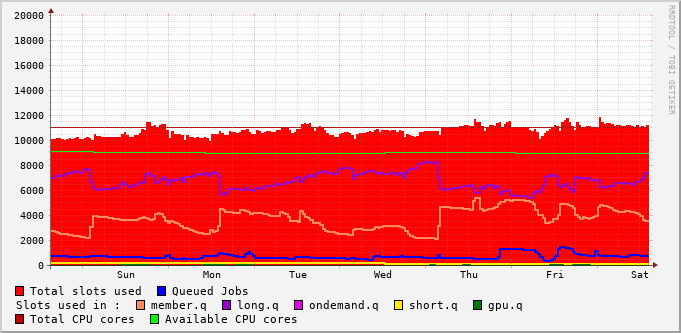 RRDTOOL / TOBI OETIKER
20000
18000
16000
14000
12000
10000
8000
6000
4000
2000
0
Sun Mon Tue Wed Thu Fri Sat
Total slots used Queued Jobs
Slots used in : member.q long.q ondemand.q short.q gpu.q
Total CPU cores Available CPU cores